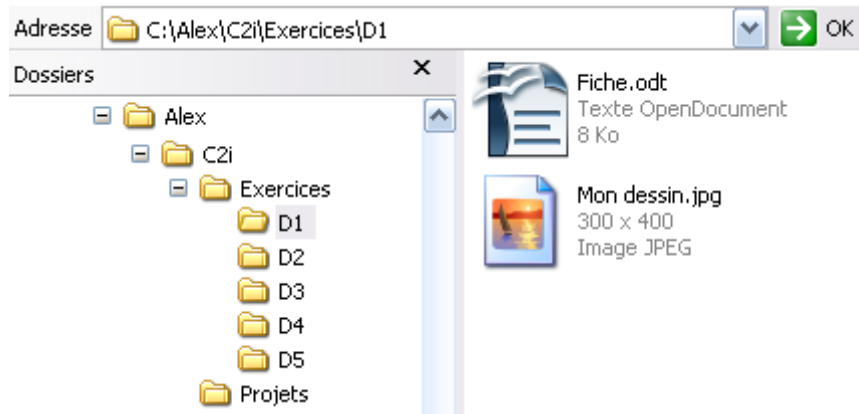 Adresse C:\Alex\C2i\Exercices\D1 OK
Dossiers
Alex
C2i
Exercices
D1
D2
D3
D4
D5
Projets
Fiche.odt
Texte OpenDocument
8 Ko
Mon dessin.jpg
300 x 400
Image JPEG